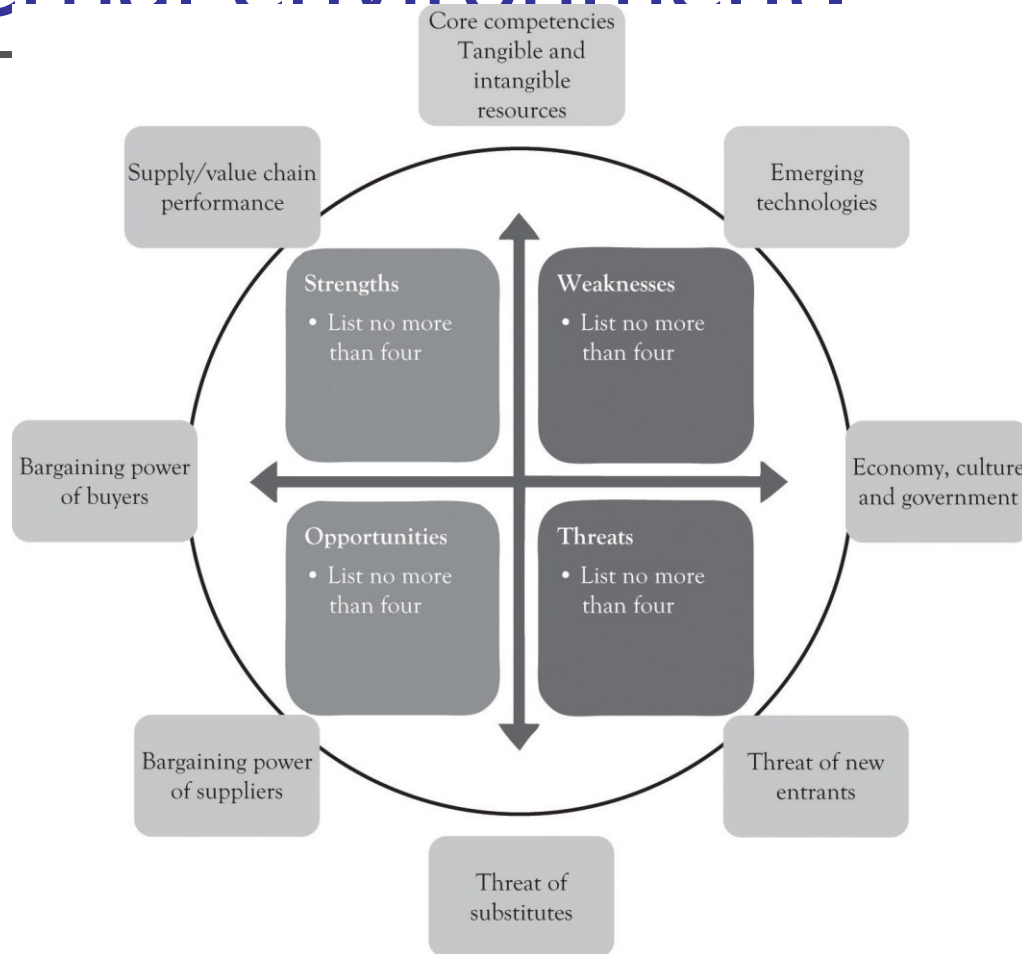 Core competencies
Tangible and
intangible
resources
Supply/value chain
performance
Emerging
technologies
Strengths
• List no more
than four
Weaknesses
• List no more
than four
Bargaining power
of buyers
Economy, culture
and government
Opportunities
• List no more
than four
Threats
• List no more
than four
Bargaining power
of suppliers
Threat of new
entrants
Threat of
substitutes